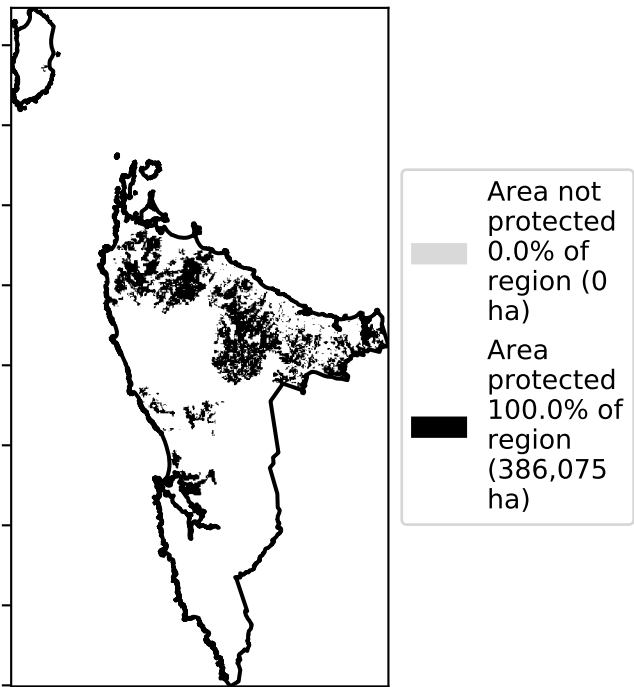 Area not
protected
0.0% of
region (0
ha)
Area
protected
100.0% of
region
(386,075
ha)